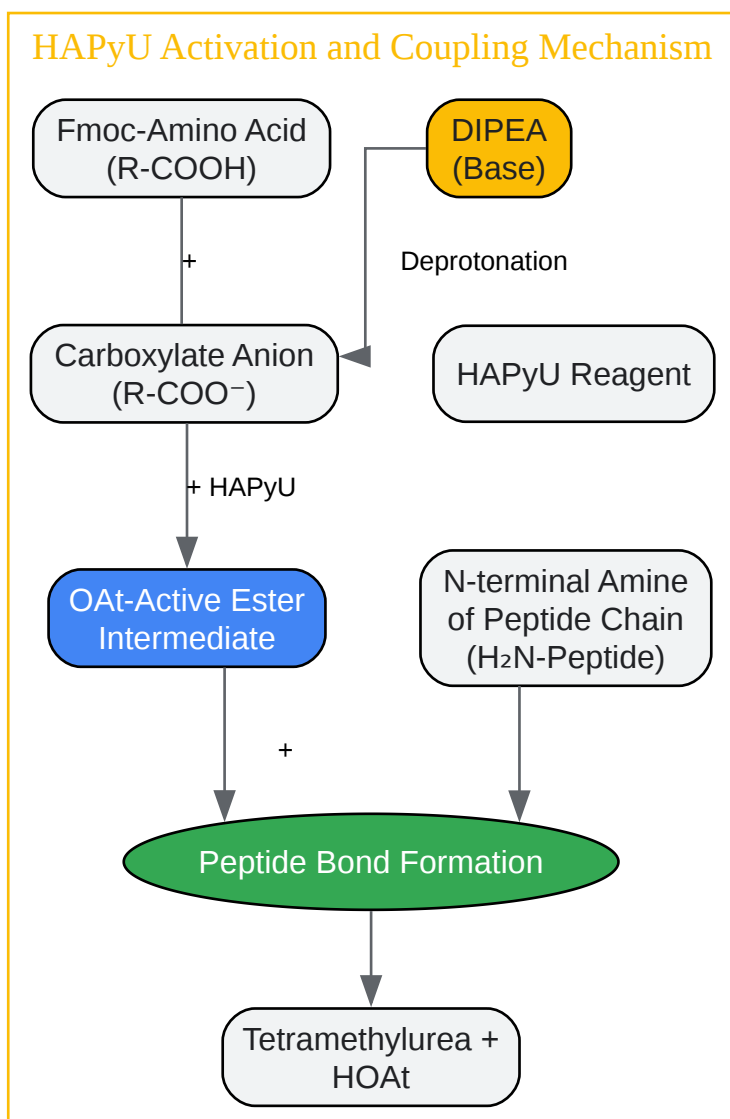 HAPyU Activation and Coupling Mechanism
Fmoc-Amino Acid
(R-COOH)
DIPEA
(Base)
+
Deprotonation
Carboxylate Anion
(R-COO⁻)
HAPyU Reagent
+ HAPyU
OAt-Active Ester
Intermediate
N-terminal Amine
of Peptide Chain
(H₂N-Peptide)
+
Peptide Bond Formation
Tetramethylurea +
HOAt